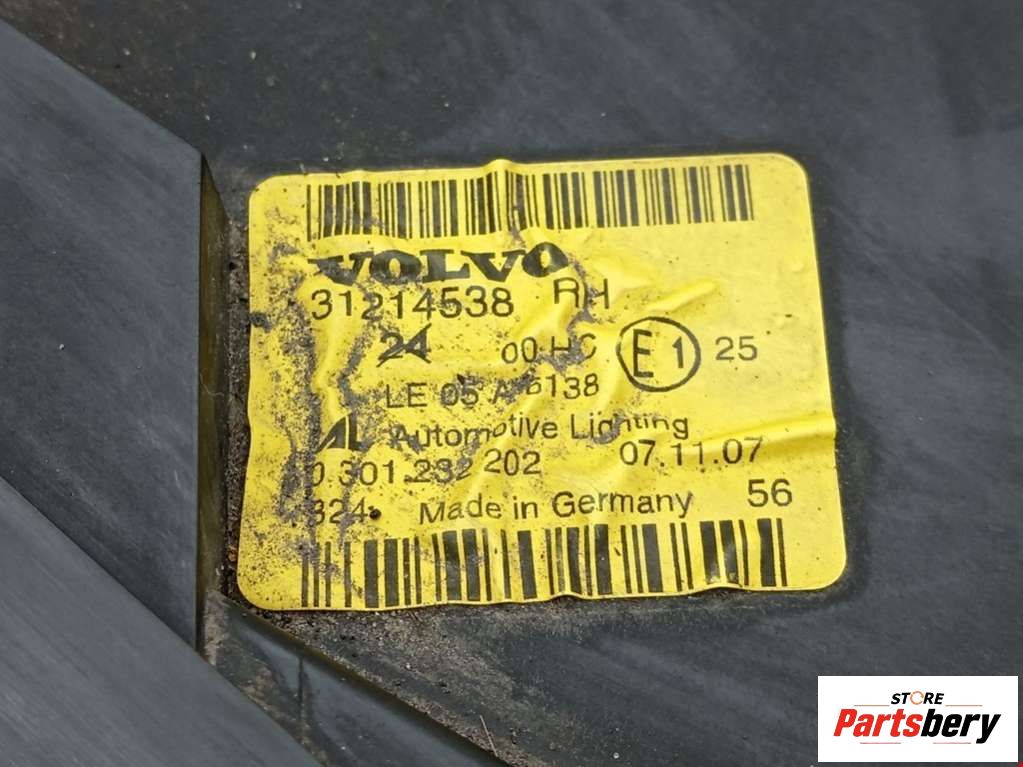 VOLVO
31214538 RH
24 00 HC E1 25
LE 05 A 6138
AL Automotive Lighting
0 301 232 202 07.11.07
324 Made in Germany 56
STORE
Partsbery